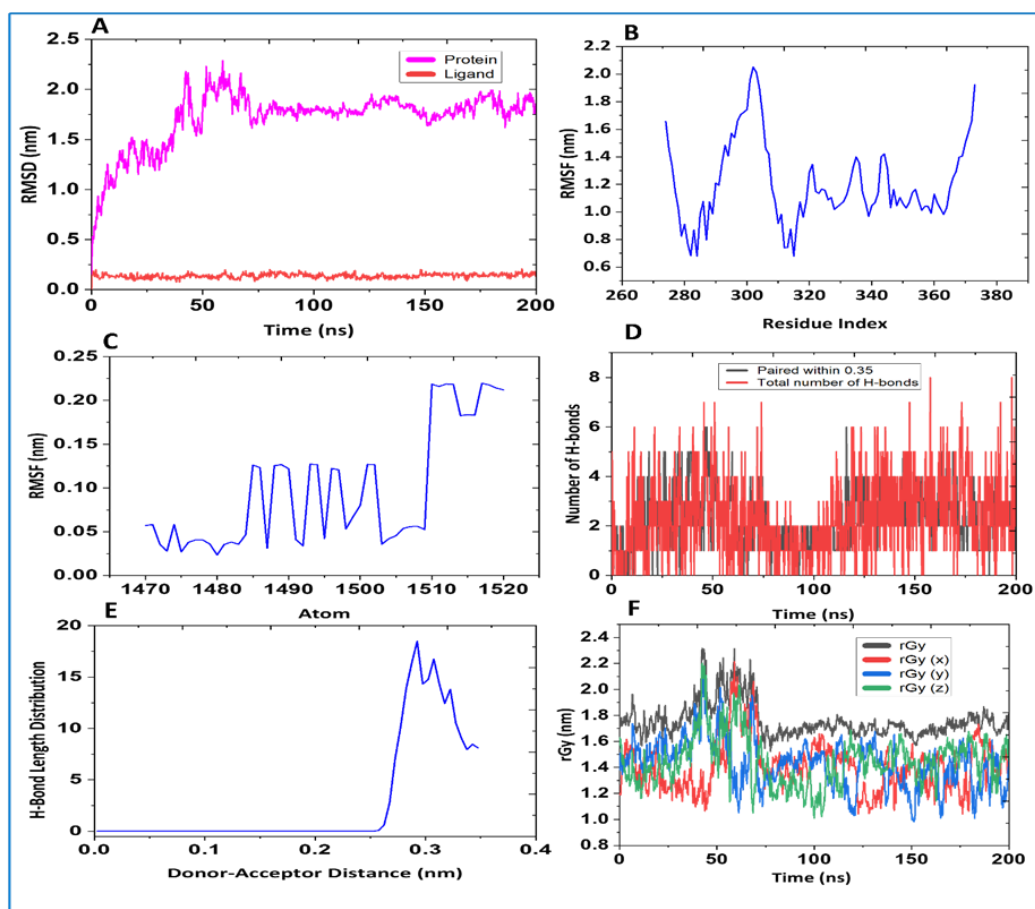 A
2.5
2.0
1.5
1.0
0.5
0.0
RMSD (nm)
Protein
Ligand
0
50
100
150
200
Time (ns)
B
2.2
2.0
1.8
1.6
1.4
1.2
1.0
0.8
0.6
RMSF (nm)
260
280
300
320
340
360
380
Residue Index
C
0.25
0.20
0.15
0.10
0.05
0.00
RMSF (nm)
1470
1480
1490
1500
1510
1520
Atom
D
8
6
4
2
0
Number of H-bonds
Paired within 0.35
Total number of H-bonds
0
50
100
150
200
Time (ns)
E
20
15
10
5
0
H-Bond Length Distribution
0.0
0.1
0.2
0.3
0.4
Donor-Acceptor Distance (nm)
F
2.4
2.2
2.0
1.8
1.6
1.4
1.2
1.0
0.8
rGy (nm)
rGy
rGy (x)
rGy (y)
rGy (z)
0
50
100
150
200
Time (ns)